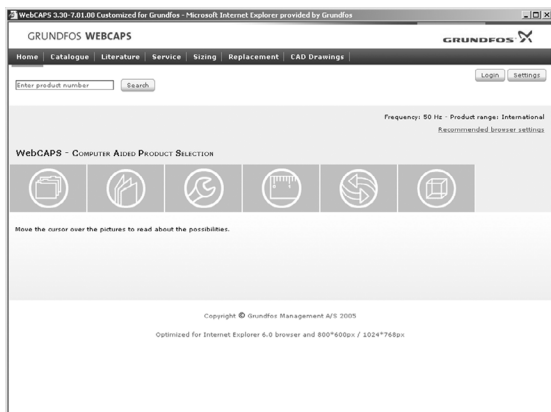 WebCAPS 3.30-7.01.00 Customized for Grundfos - Microsoft Internet Explorer provided by Grundfos
GRUNDFOS WEBCAPS
GRUNDFOS
Home Catalogue Literature Service Sizing Replacement CAD Drawings
Login Settings
Enter product number Search
Frequency: 50 Hz - Product range: International
Recommended browser settings
WebCAPS - Computer Aided Product Selection
Move the cursor over the pictures to read about the possibilities.
Copyright © Grundfos Management A/S 2005
Optimized for Internet Explorer 6.0 browser and 800*600px / 1024*768px